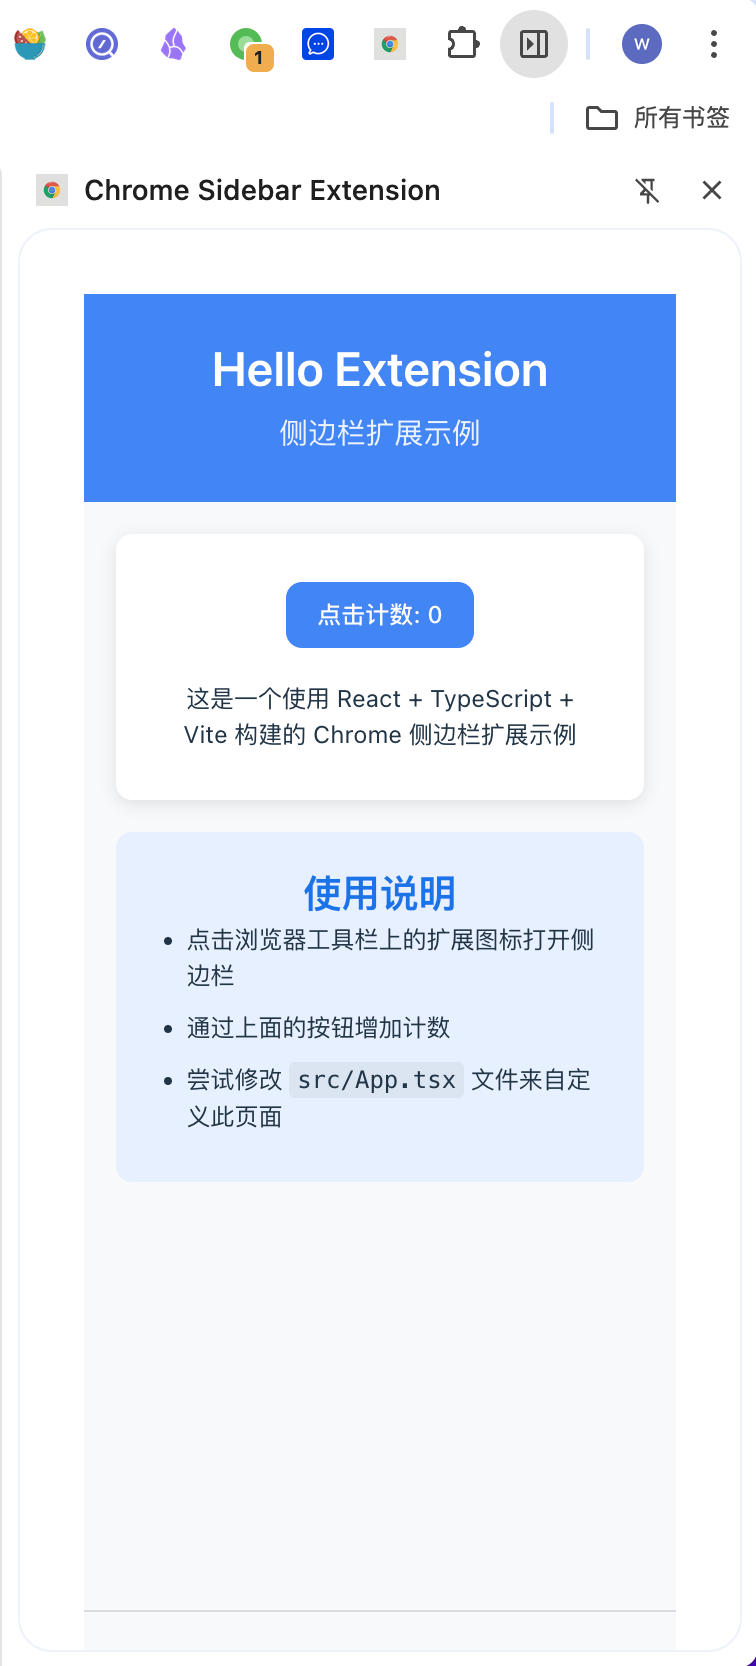 1
W
所有书签
Chrome Sidebar Extension
Hello Extension
侧边栏扩展示例
点击计数: 0
这是一个使用 React + TypeScript +
Vite 构建的 Chrome 侧边栏扩展示例
使用说明
• 点击浏览器工具栏上的扩展图标打开侧
边栏
• 通过上面的按钮增加计数
• 尝试修改 src/App.tsx 文件来自定
义此页面